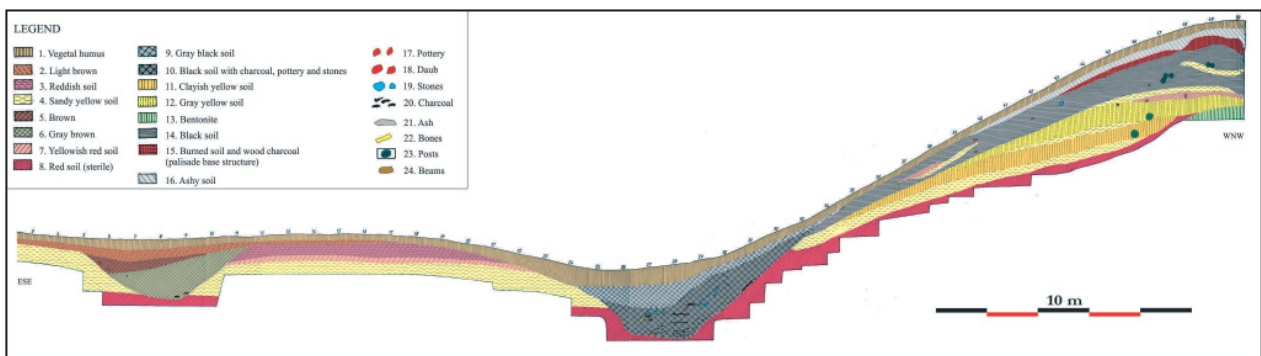 LEGEND
1. Vegetal humus
2. Light brown
3. Reddish soil
4. Sandy yellow soil
5. Brown
6. Gray brown
7. Yellowish red soil
8. Red soil (sterile)
9. Gray black soil
10. Black soil with charcoal, pottery and stones
11. Clayish yellow soil
12. Gray yellow soil
13. Bentonite
14. Black soil
15. Burned soil and wood charcoal
(palisade base structure)
16. Ashy soil
17. Pottery
18. Daub
19. Stones
20. Charcoal
21. Ash
22. Bones
23. Posts
24. Beams
WNW
ESE
10 m